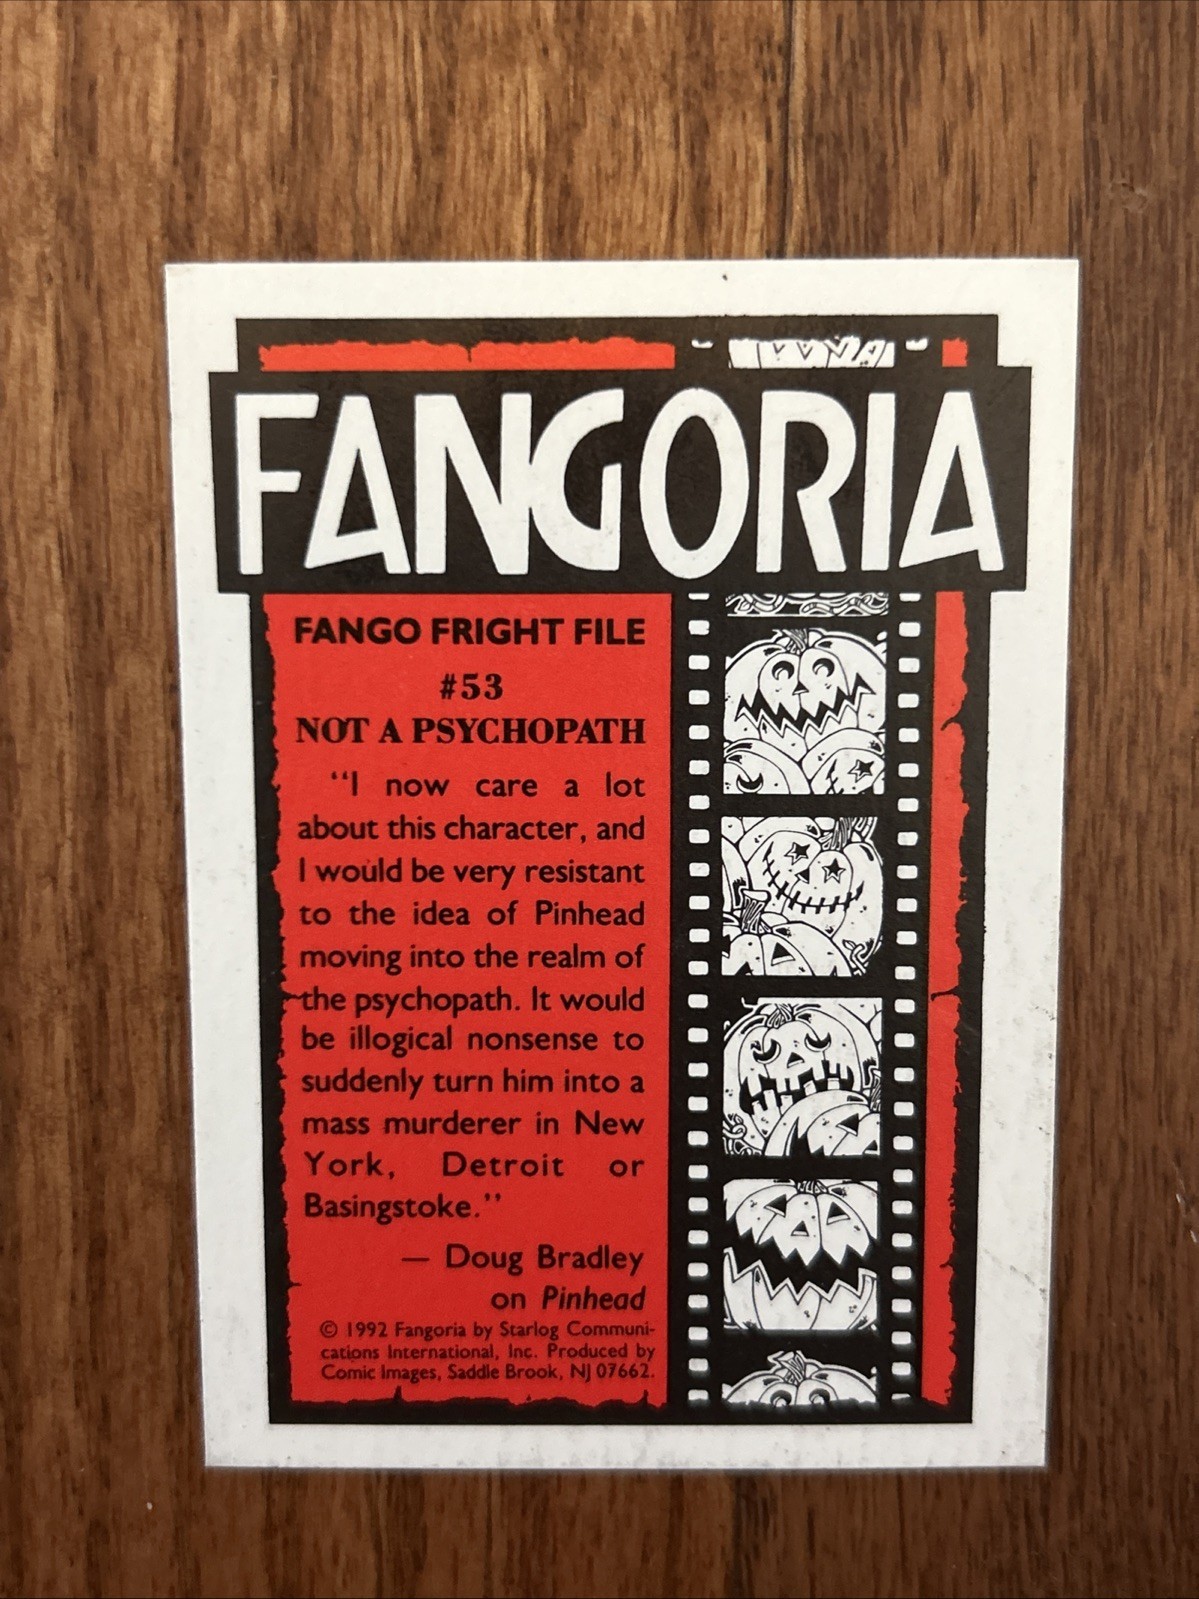 FANGORIA
FANGO FRIGHT FILE
#53
NOT A PSYCHOPATH
“I now care a lot
about this character, and
I would be very resistant
to the idea of Pinhead
moving into the realm of
the psychopath. It would
be illogical nonsense to
suddenly turn him into a
mass murderer in New
York, Detroit or
Basingstoke.”
— Doug Bradley
on Pinhead
© 1992 Fangoria by Starlog Communi-
cations International, Inc. Produced by
Comic Images, Saddle Brook, NJ 07662.